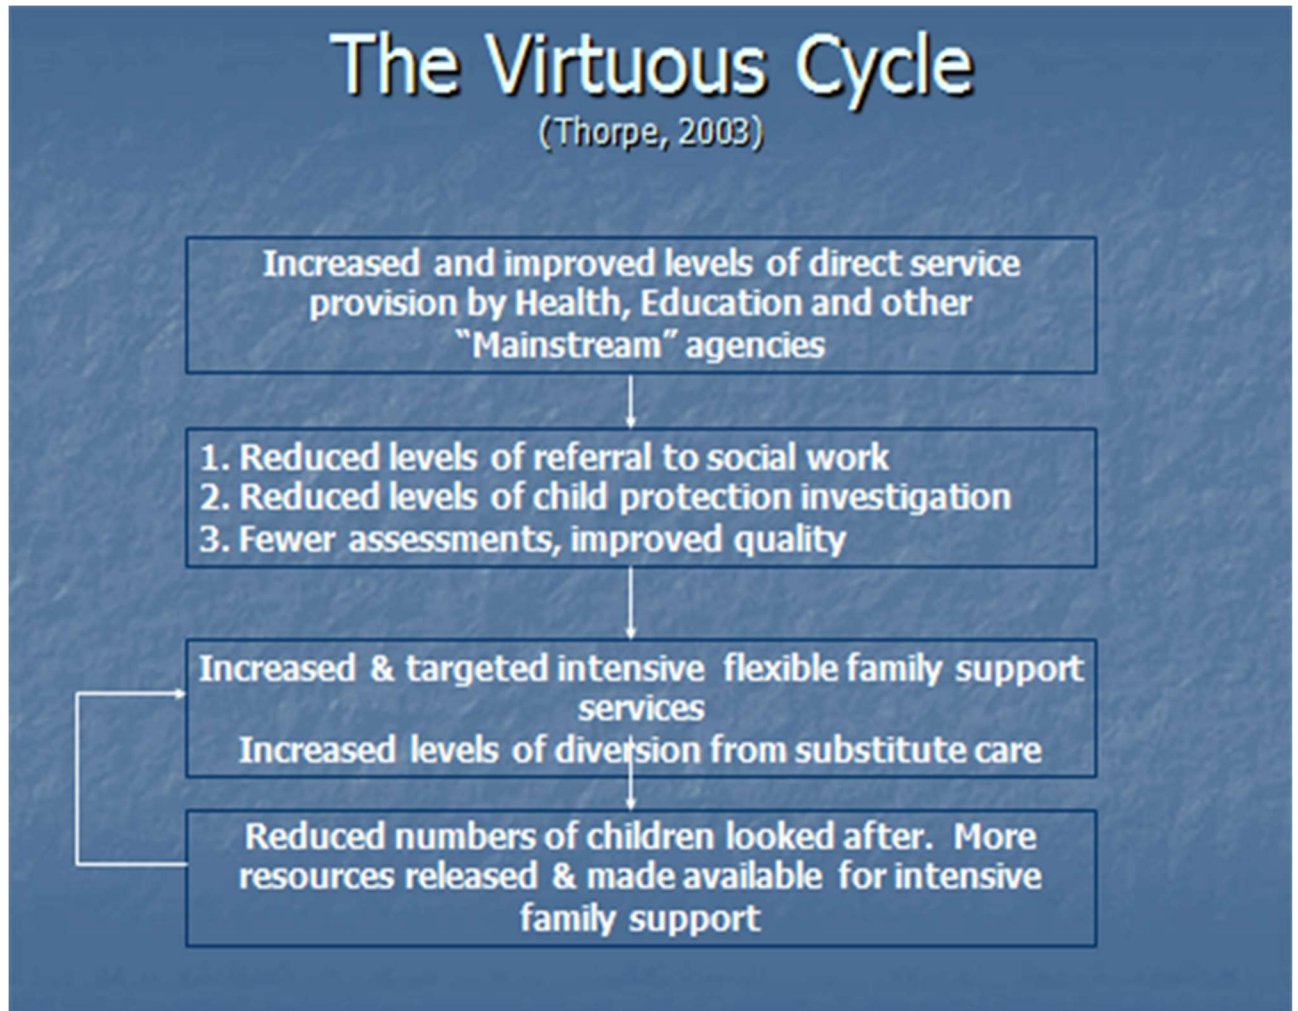 The Virtuous Cycle
(Thorpe, 2003)
Increased and improved levels of direct service
provision by Health, Education and other
“Mainstream” agencies
1. Reduced levels of referral to social work
2. Reduced levels of child protection investigation
3. Fewer assessments, improved quality
Increased & targeted intensive flexible family support
services
Increased levels of diversion from substitute care
Reduced numbers of children looked after. More
resources released & made available for intensive
family support